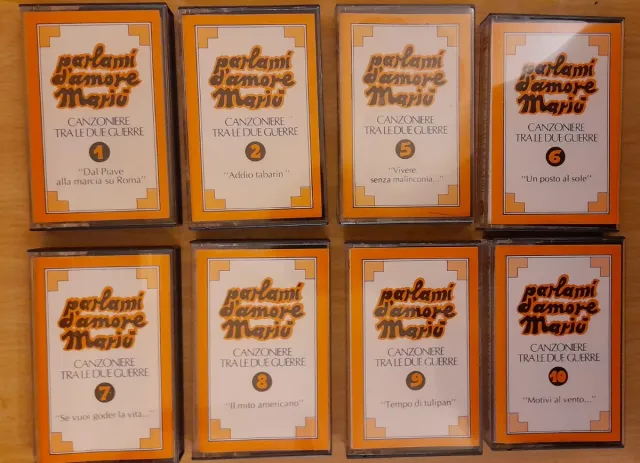 parlami
d'amore
Mariù
CANZONIERE
TRA LE DUE GUERRE
1
"Dal Piave
alla marcia su Roma"
parlami
d'amore
Mariù
CANZONIERE
TRA LE DUE GUERRE
2
"Addio tabarin"
parlami
d'amore
Mariù
CANZONIERE
TRA LE DUE GUERRE
5
"Vivere
senza malinconia..."
parlami
d'amore
Mariù
CANZONIERE
TRA LE DUE GUERRE
6
"Un posto al sole"
parlami
d'amore
Mariù
CANZONIERE
TRA LE DUE GUERRE
7
"Se vuoi goder la vita..."
parlami
d'amore
Mariù
CANZONIERE
TRA LE DUE GUERRE
8
"Il mito americano"
parlami
d'amore
Mariù
CANZONIERE
TRA LE DUE GUERRE
9
"Tempo di tulipan"
parlami
d'amore
Mariù
CANZONIERE
TRA LE DUE GUERRE
10
"Motivi al vento..."